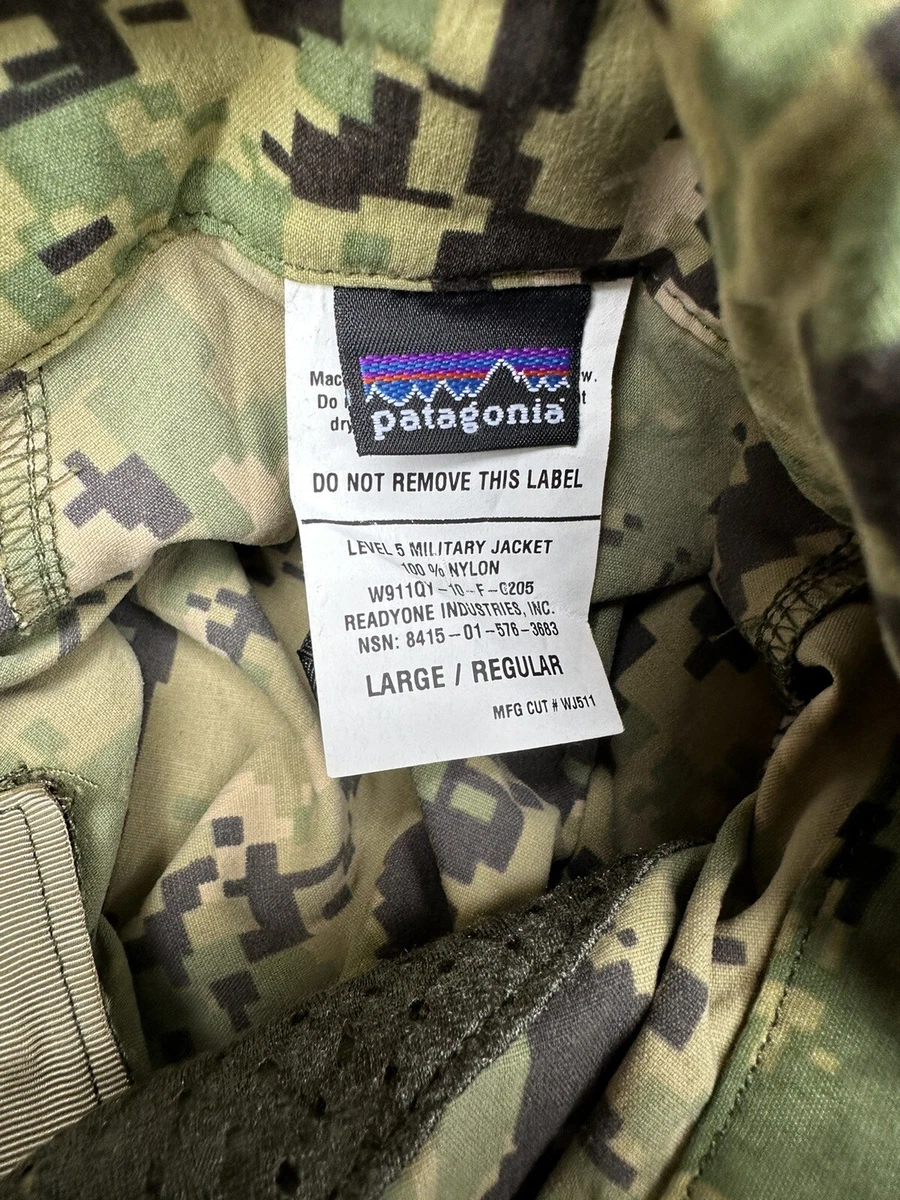 patagonia
DO NOT REMOVE THIS LABEL
LEVEL 5 MILITARY JACKET
100 % NYLON
W911QY-10-F-0205
READYONE INDUSTRIES, INC.
NSN: 8415-01-576-3683
LARGE / REGULAR
MFG CUT # WJ511